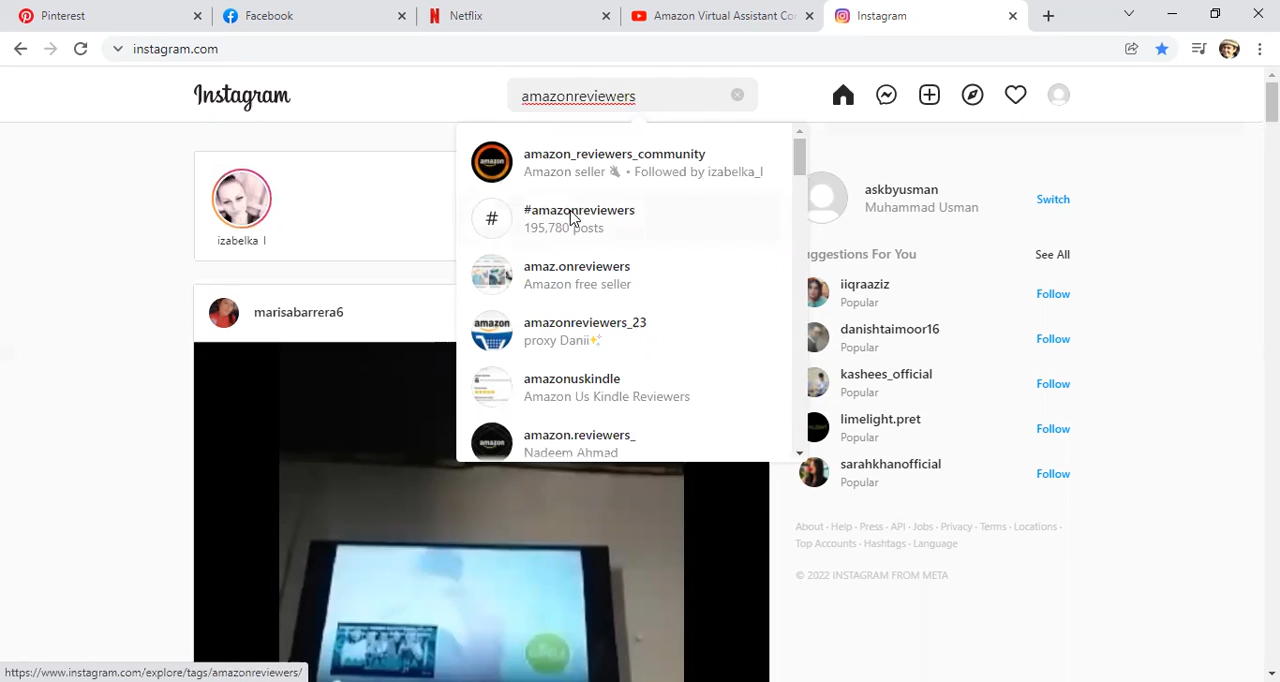 Pinterest
Facebook
Netflix
Amazon Virtual Assistant Co
Instagram
instagram.com
Instagram
amazonreviewers
amazon_reviewers_community
Amazon seller • Followed by izabelka_l
#amazonreviewers
195,780 posts
amaz.onreviewers
Amazon free seller
amazonreviewers_23
proxy Danii✨
amazonuskindle
Amazon Us Kindle Reviewers
amazon.reviewers_
Nadeem Ahmad
izabelka_l
marisabarrera6
askbyusman
Muhammad Usman
Switch
ggestions For You
See All
iiqraaziz
Popular
Follow
danishtaimoor16
Popular
Follow
kashees_official
Popular
Follow
limelight.pret
Popular
Follow
sarahkhanofficial
Popular
Follow
About · Help · Press · API · Jobs · Privacy · Terms · Locations ·
Top Accounts · Hashtags · Language
© 2022 INSTAGRAM FROM META
https://www.instagram.com/explore/tags/amazonreviewers/